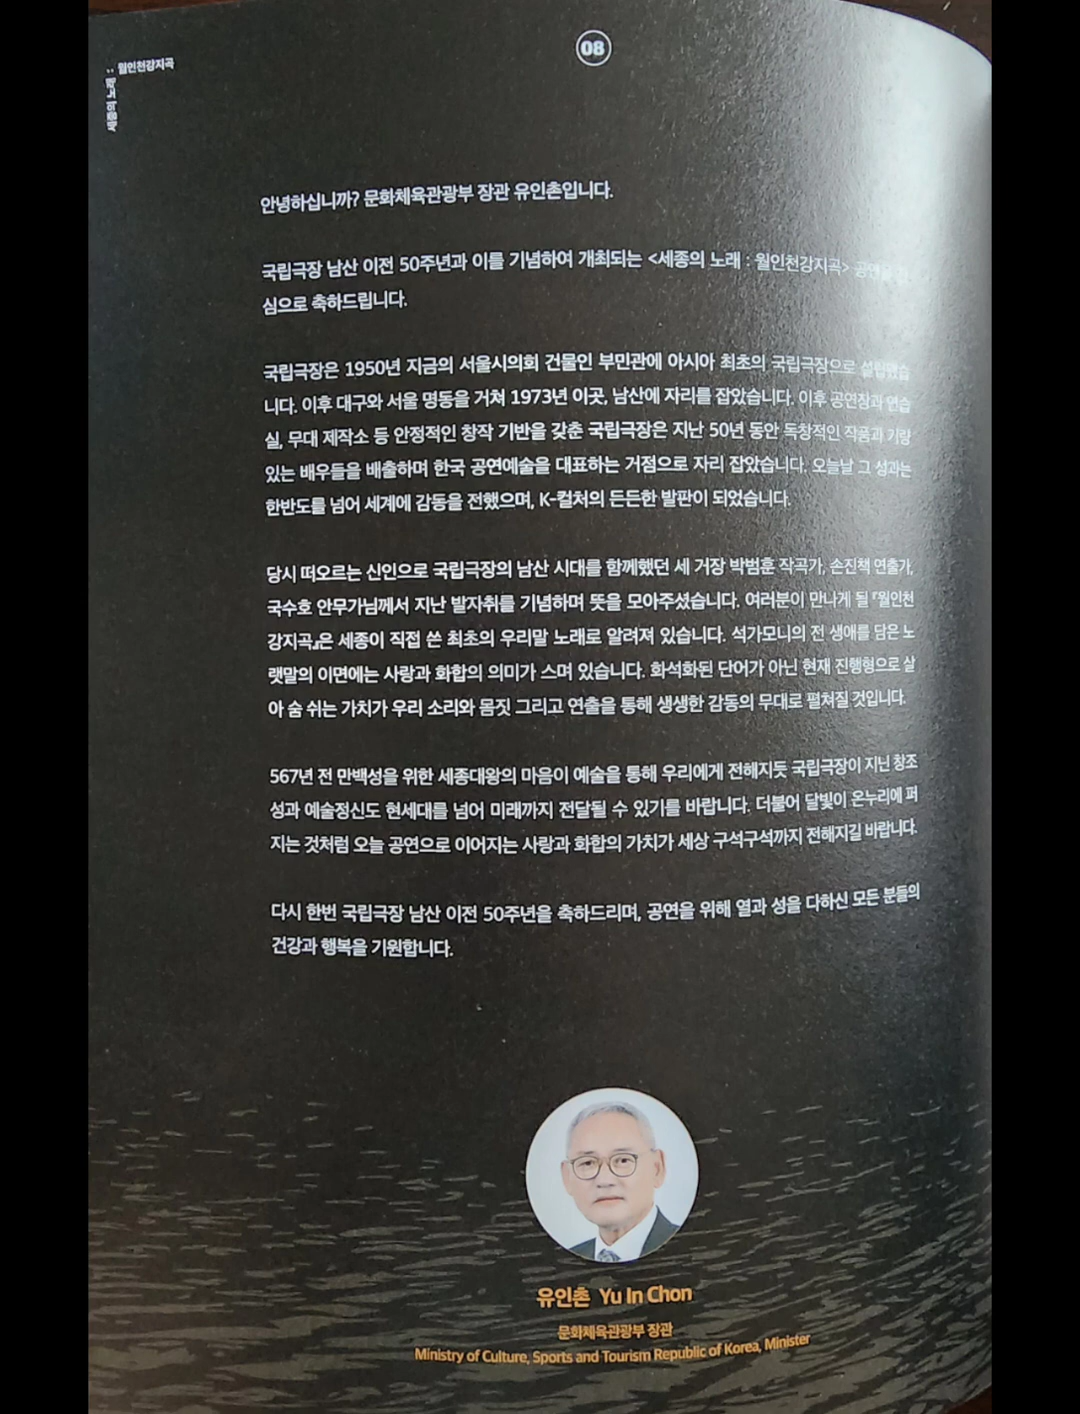 08
세종의 노래 : 월인천강지곡
안녕하십니까? 문화체육관광부 장관 유인촌입니다.
국립극장 남산 이전 50주년과 이를 기념하여 개최되는 <세종의 노래 : 월인천강지곡> 공연을
심으로 축하드립니다.
국립극장은 1950년 지금의 서울시의회 건물인 부민관에 아시아 최초의 국립극장으로 설립됐습
니다. 이후 대구와 서울 명동을 거쳐 1973년 이곳, 남산에 자리를 잡았습니다. 이후 공연장과 연습
실, 무대 제작소 등 안정적인 창작 기반을 갖춘 국립극장은 지난 50년 동안 독창적인 작품과 기량
있는 배우들을 배출하며 한국 공연예술을 대표하는 거점으로 자리 잡았습니다. 오늘날 그 성과는
한반도를 넘어 세계에 감동을 전했으며, K-컬처의 든든한 발판이 되었습니다.
당시 떠오르는 신인으로 국립극장의 남산 시대를 함께했던 세 거장 박범훈 작곡가, 손진책 연출가,
국수호 안무가님께서 지난 발자취를 기념하며 뜻을 모아주셨습니다. 여러분이 만나게 될 『월인천
강지곡』은 세종이 직접 쓴 최초의 우리말 노래로 알려져 있습니다. 석가모니의 전 생애를 담은 노
랫말의 이면에는 사랑과 화합의 의미가 스며 있습니다. 화석화된 단어가 아닌 현재 진행형으로 살
아 숨 쉬는 가치가 우리 소리와 몸짓 그리고 연출을 통해 생생한 감동의 무대로 펼쳐질 것입니다.
567년 전 만백성을 위한 세종대왕의 마음이 예술을 통해 우리에게 전해지듯 국립극장이 지닌 창조
성과 예술정신도 현세대를 넘어 미래까지 전달될 수 있기를 바랍니다. 더불어 달빛이 온누리에 퍼
지는 것처럼 오늘 공연으로 이어지는 사랑과 화합의 가치가 세상 구석구석까지 전해지길 바랍니다.
다시 한번 국립극장 남산 이전 50주년을 축하드리며, 공연을 위해 열과 성을 다하신 모든 분들의
건강과 행복을 기원합니다.
유인촌 Yu In Chon
문화체육관광부 장관
Ministry of Culture, Sports and Tourism Republic of Korea, Minister